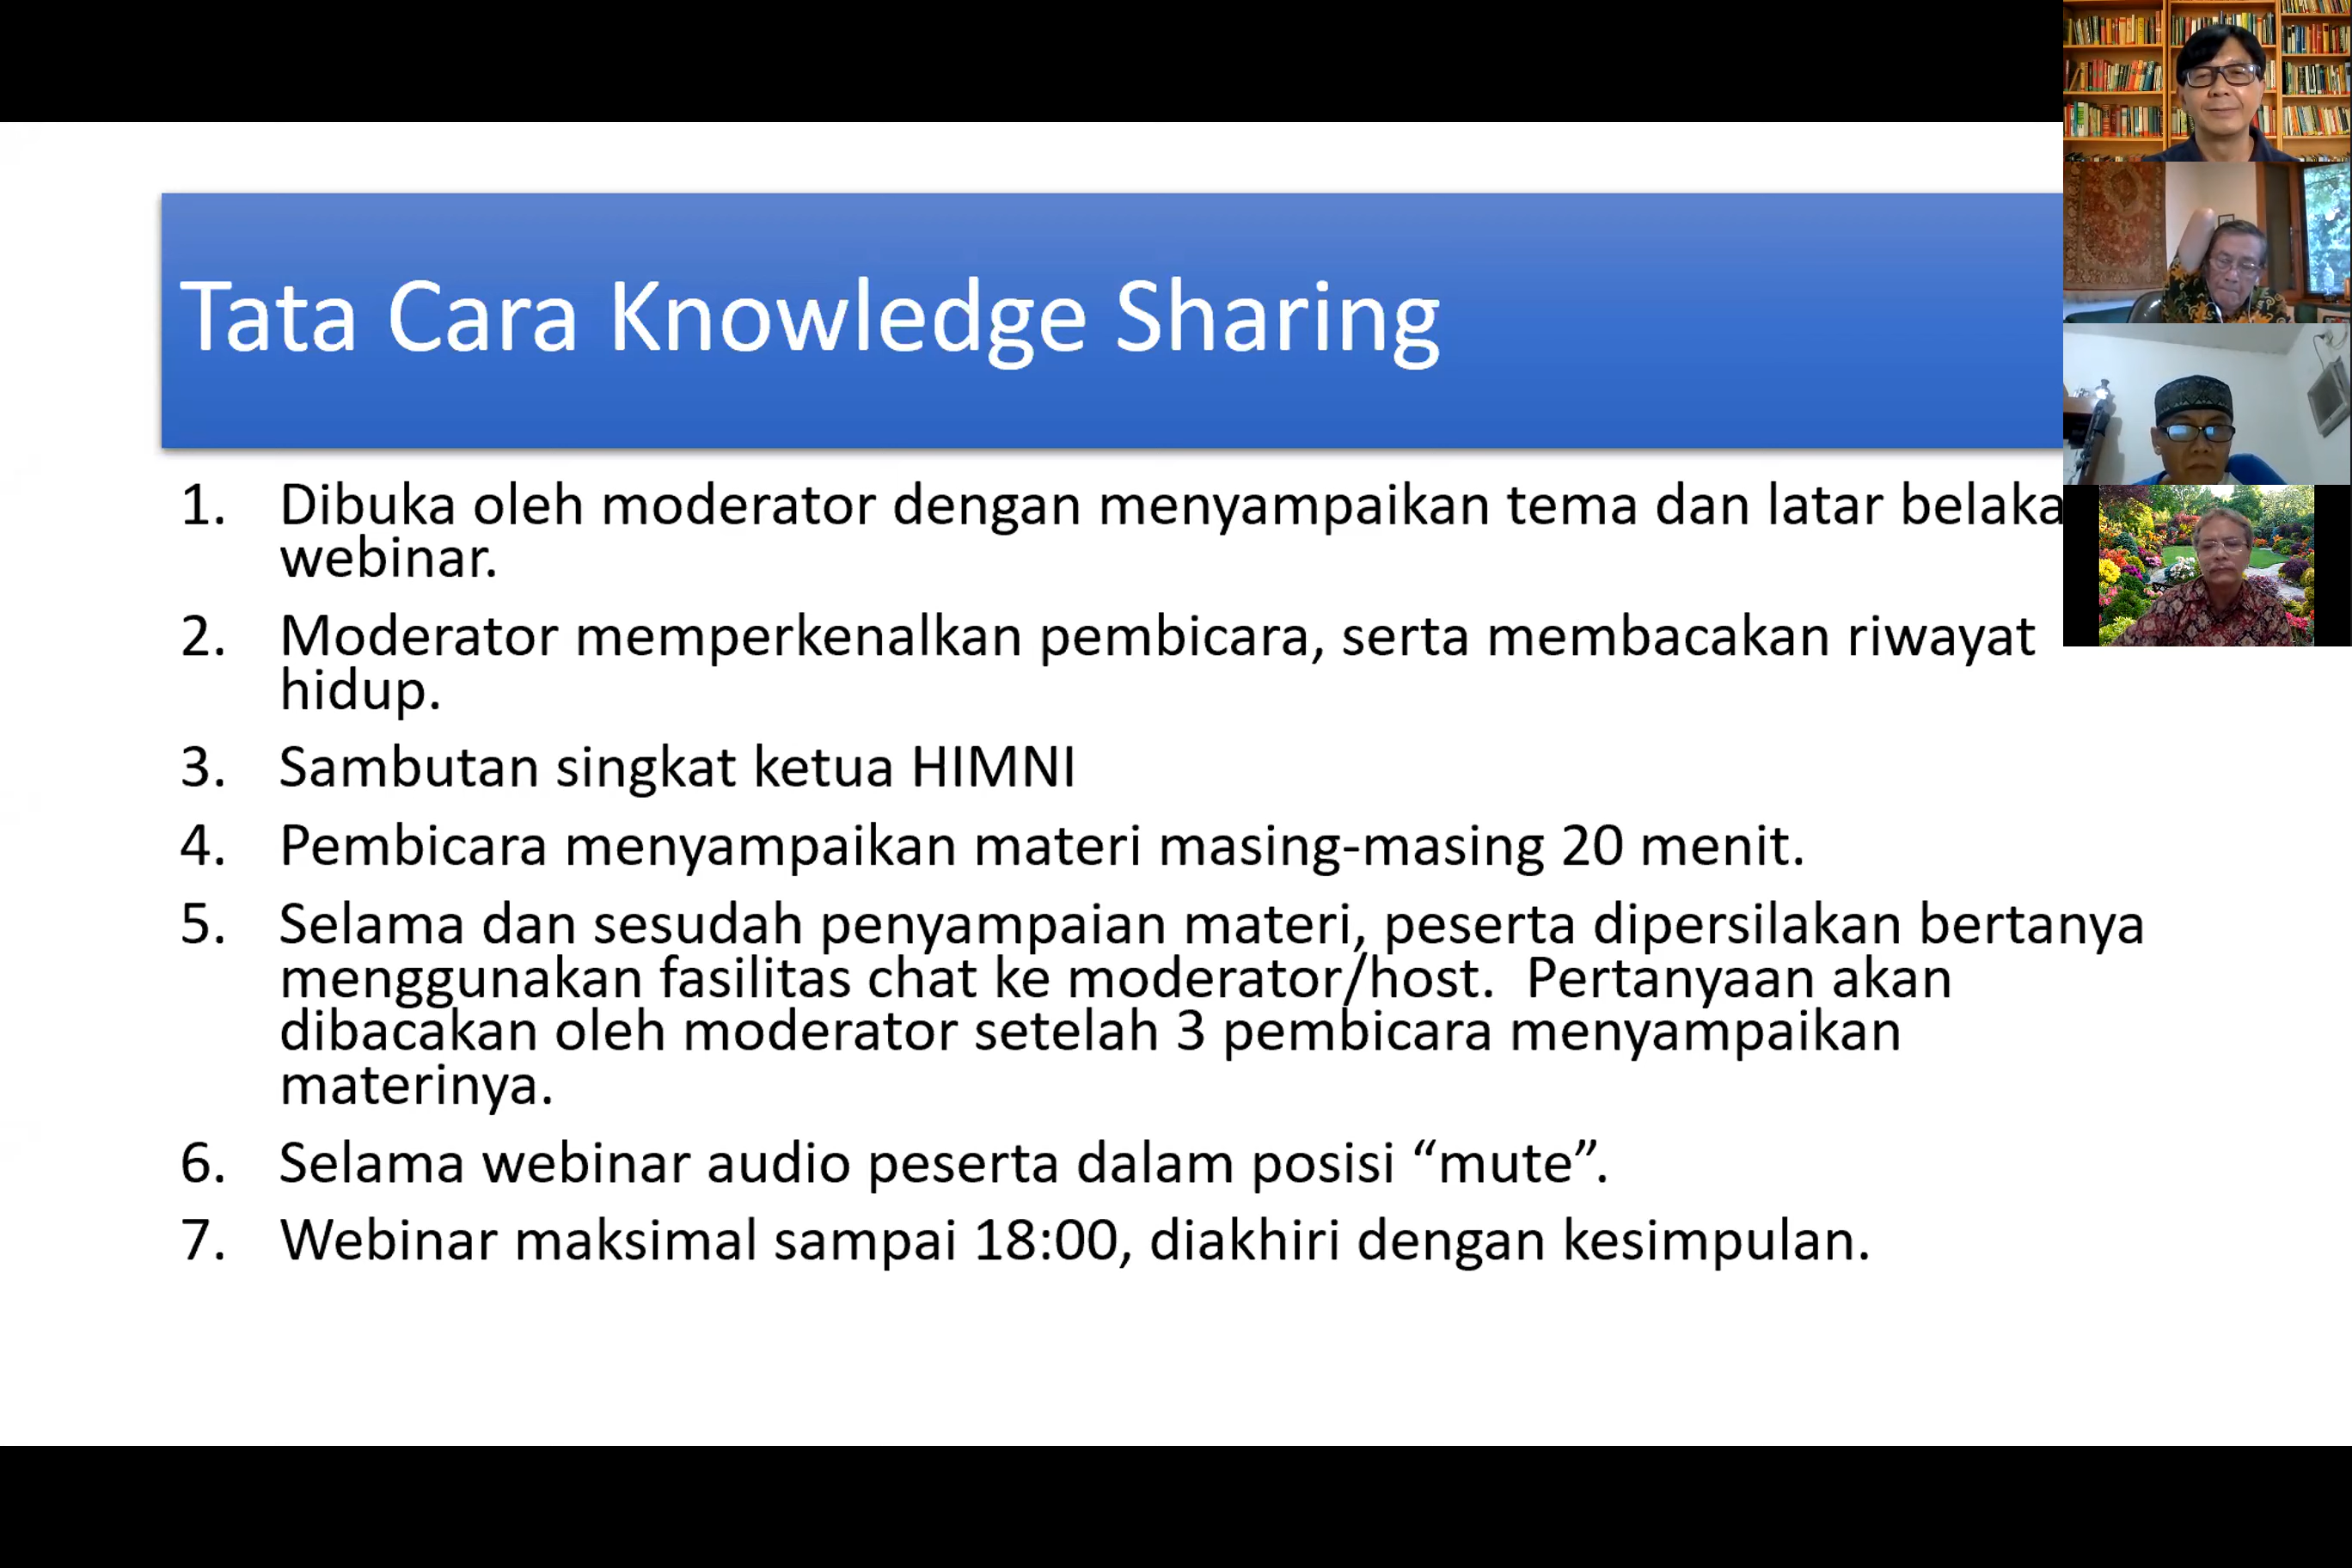 Tata Cara Knowledge Sharing
1. Dibuka oleh moderator dengan menyampaikan tema dan latar belaka
webinar.
2. Moderator memperkenalkan pembicara, serta membacakan riwayat
hidup.
3. Sambutan singkat ketua HIMNI
4. Pembicara menyampaikan materi masing-masing 20 menit.
5. Selama dan sesudah penyampaian materi, peserta dipersilakan bertanya
menggunakan fasilitas chat ke moderator/host.  Pertanyaan akan
dibacakan oleh moderator setelah 3 pembicara menyampaikan
materinya.
6. Selama webinar audio peserta dalam posisi “mute”.
7. Webinar maksimal sampai 18:00, diakhiri dengan kesimpulan.